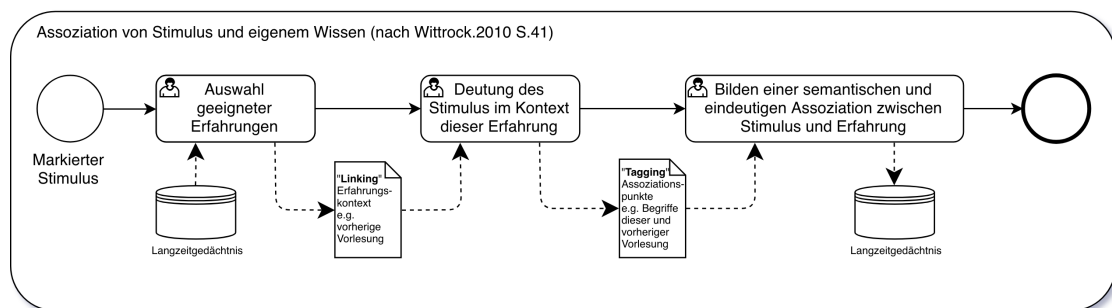 Assoziation von Stimulus und eigenem Wissen (nach Wittrock.2010 S.41)
Markierter
Stimulus
Auswahl
geeigneter
Erfahrungen
Langzeitgedächtnis
"Linking"
Erfahrungs-
kontext
e.g.
vorherige
Vorlesung
Deutung des
Stimulus im Kontext
dieser Erfahrung
"Tagging"
Assoziations-
punkte
e.g. Begriffe
dieser und
vorheriger
Vorlesung
Bilden einer semantischen und
eindeutigen Assoziation zwischen
Stimulus und Erfahrung
Langzeitgedächtnis